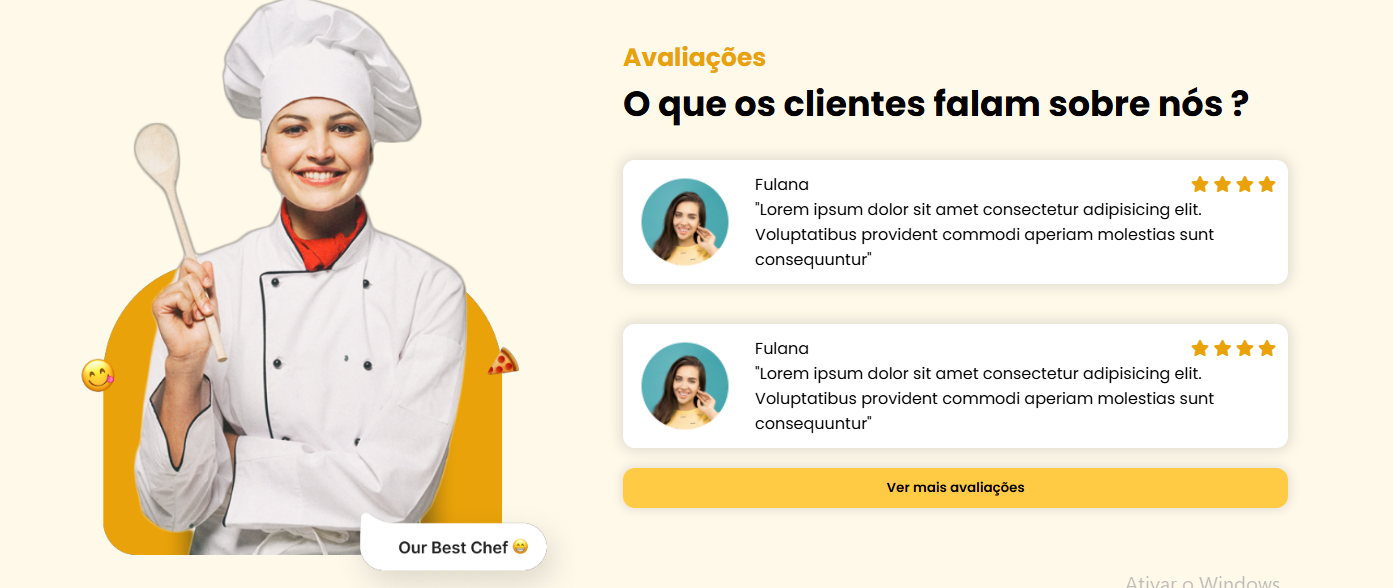 Avaliações
O que os clientes falam sobre nós ?
Fulana
"Lorem ipsum dolor sit amet consectetur adipisicing elit.
Voluptatibus provident commodi aperiam molestias sunt
consequuntur"
Fulana
"Lorem ipsum dolor sit amet consectetur adipisicing elit.
Voluptatibus provident commodi aperiam molestias sunt
consequuntur"
Ver mais avaliações
Our Best Chef 😁
Ativar o Windows